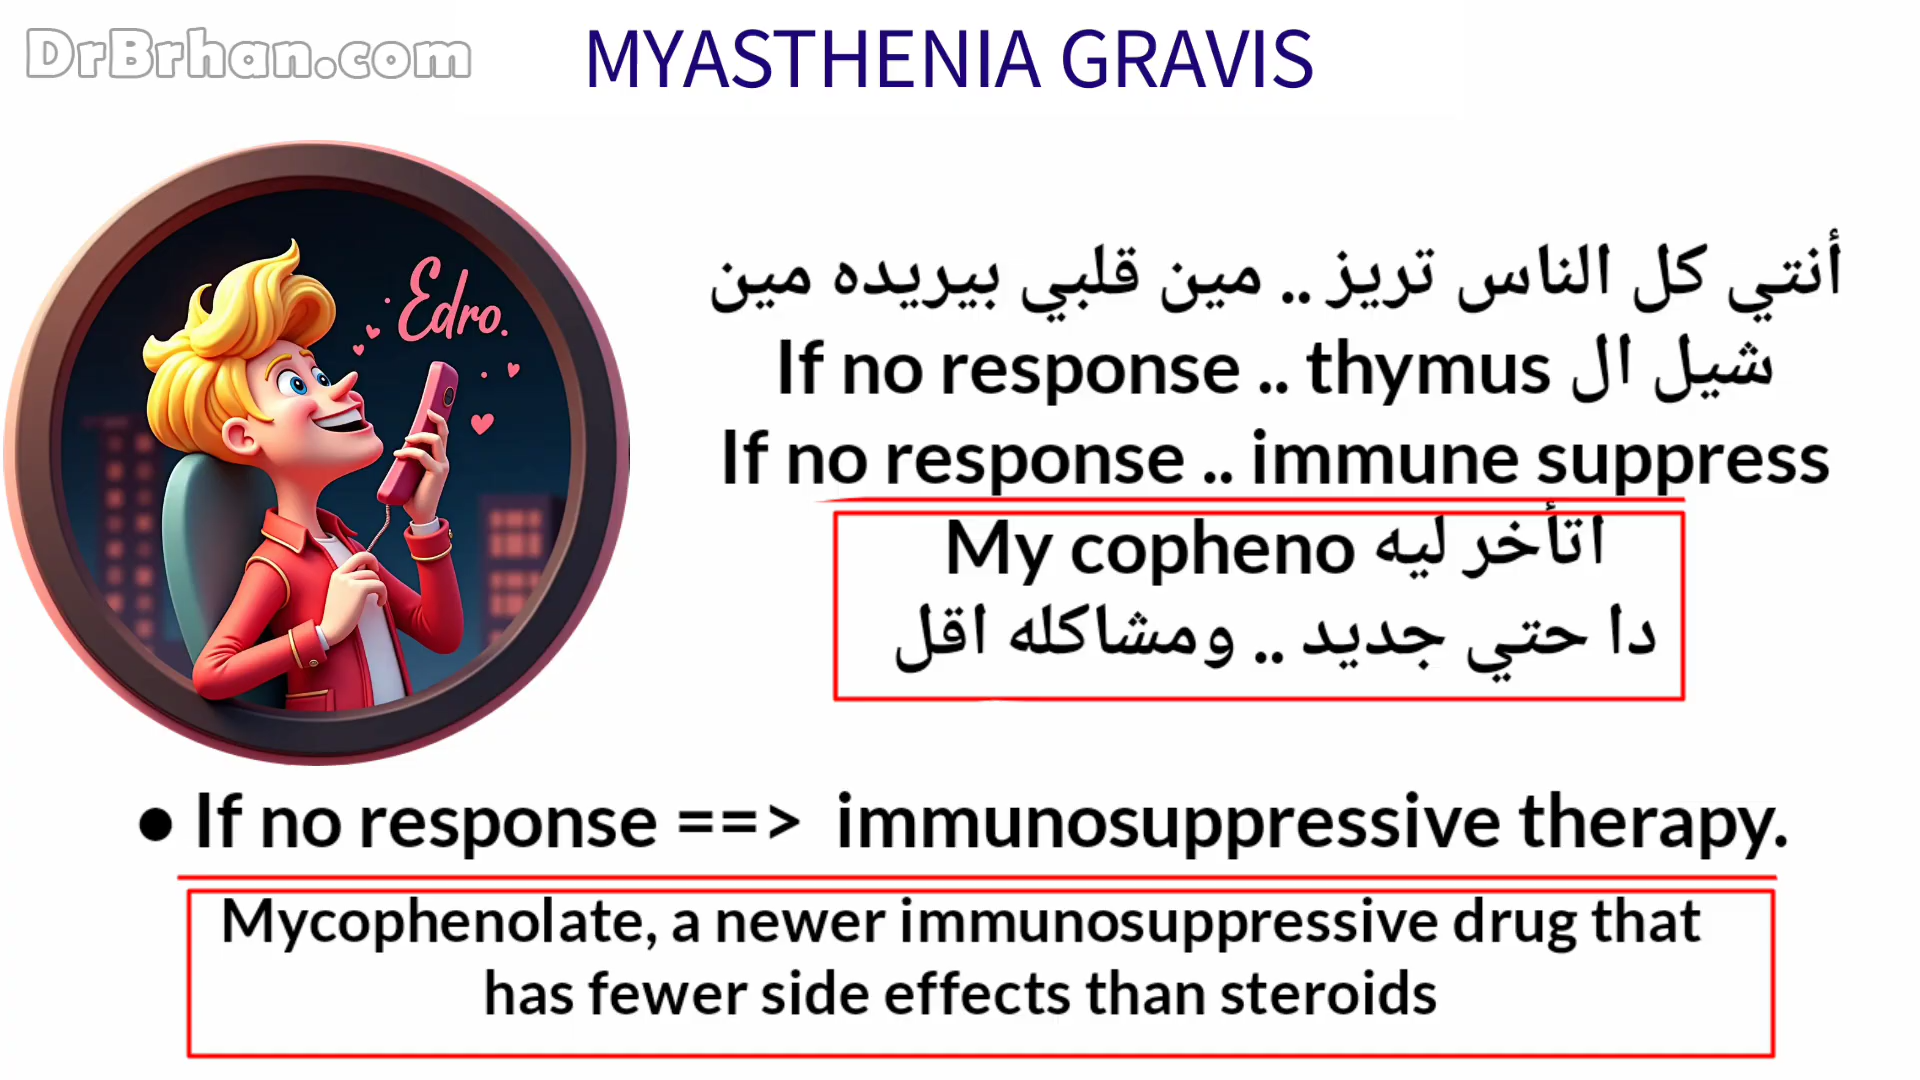 DrBrhan.com
MYASTHENIA GRAVIS
Edro.
أنتي كل الناس تريز .. مين قلبي بيريده مين
If no response .. thymus شيل ال
If no response .. immune suppress
My copheno اتأخر ليه
دا حتي جديد .. ومشاكله اقل
● If no response ==> immunosuppressive therapy.
Mycophenolate, a newer immunosuppressive drug that
has fewer side effects than steroids